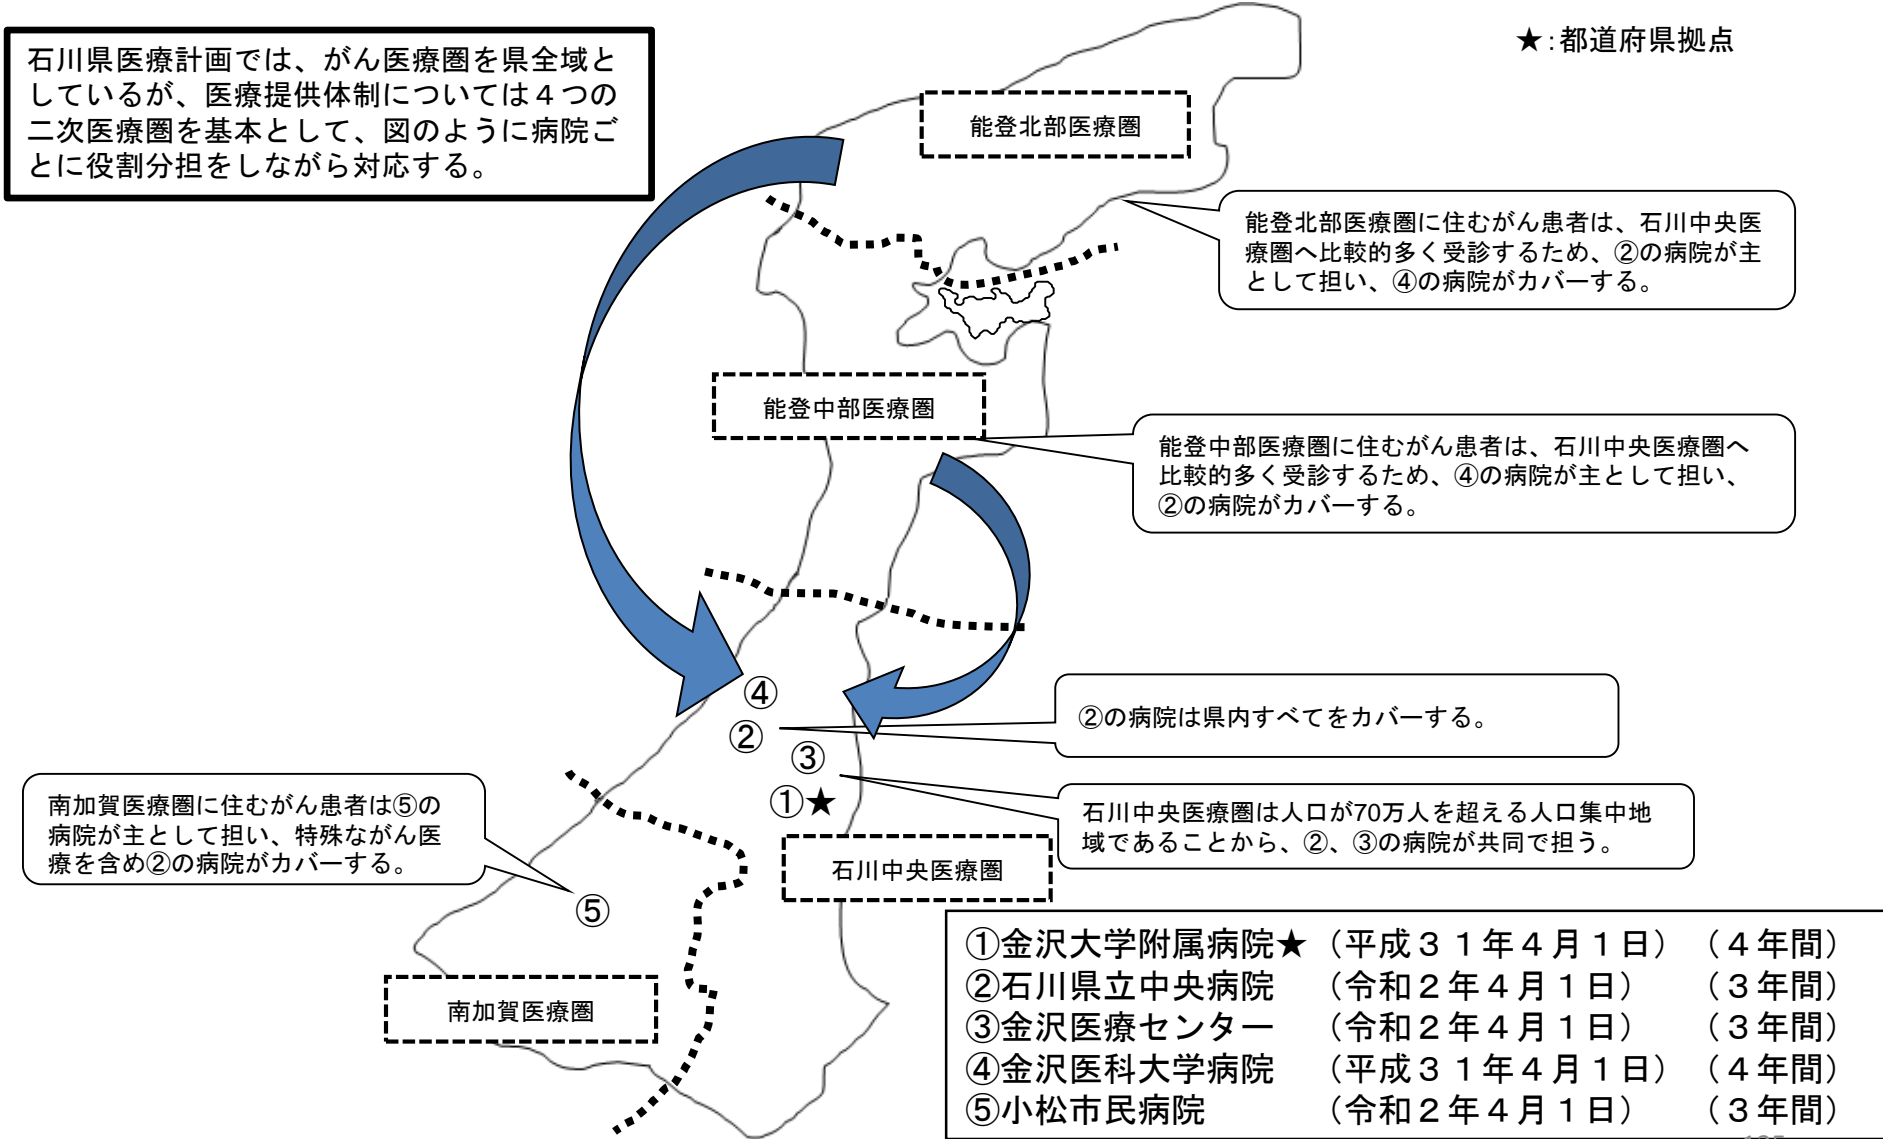 石川県医療計画では、がん医療圏を県全域と
しているが、医療提供体制については４つの
二次医療圏を基本として、図のように病院ご
とに役割分担をしながら対応する。
★：都道府県拠点
能登北部医療圏
能登北部医療圏に住むがん患者は、石川中央医
療圏へ比較的多く受診するため、②の病院が主
として担い、④の病院がカバーする。
能登中部医療圏
能登中部医療圏に住むがん患者は、石川中央医療圏へ
比較的多く受診するため、④の病院が主として担い、
②の病院がカバーする。
④
②
③
①★
②の病院は県内すべてをカバーする。
石川中央医療圏は人口が70万人を超える人口集中地
域であることから、②、③の病院が共同で担う。
石川中央医療圏
南加賀医療圏に住むがん患者は⑤の
病院が主として担い、特殊ながん医
療を含め②の病院がカバーする。
⑤
南加賀医療圏
①金沢大学附属病院★（平成３１年４月１日）（４年間）
②石川県立中央病院　（令和２年４月１日）　（３年間）
③金沢医療センター　（令和２年４月１日）　（３年間）
④金沢医科大学病院　（平成３１年４月１日）（４年間）
⑤小松市民病院　　　（令和２年４月１日）　（３年間）